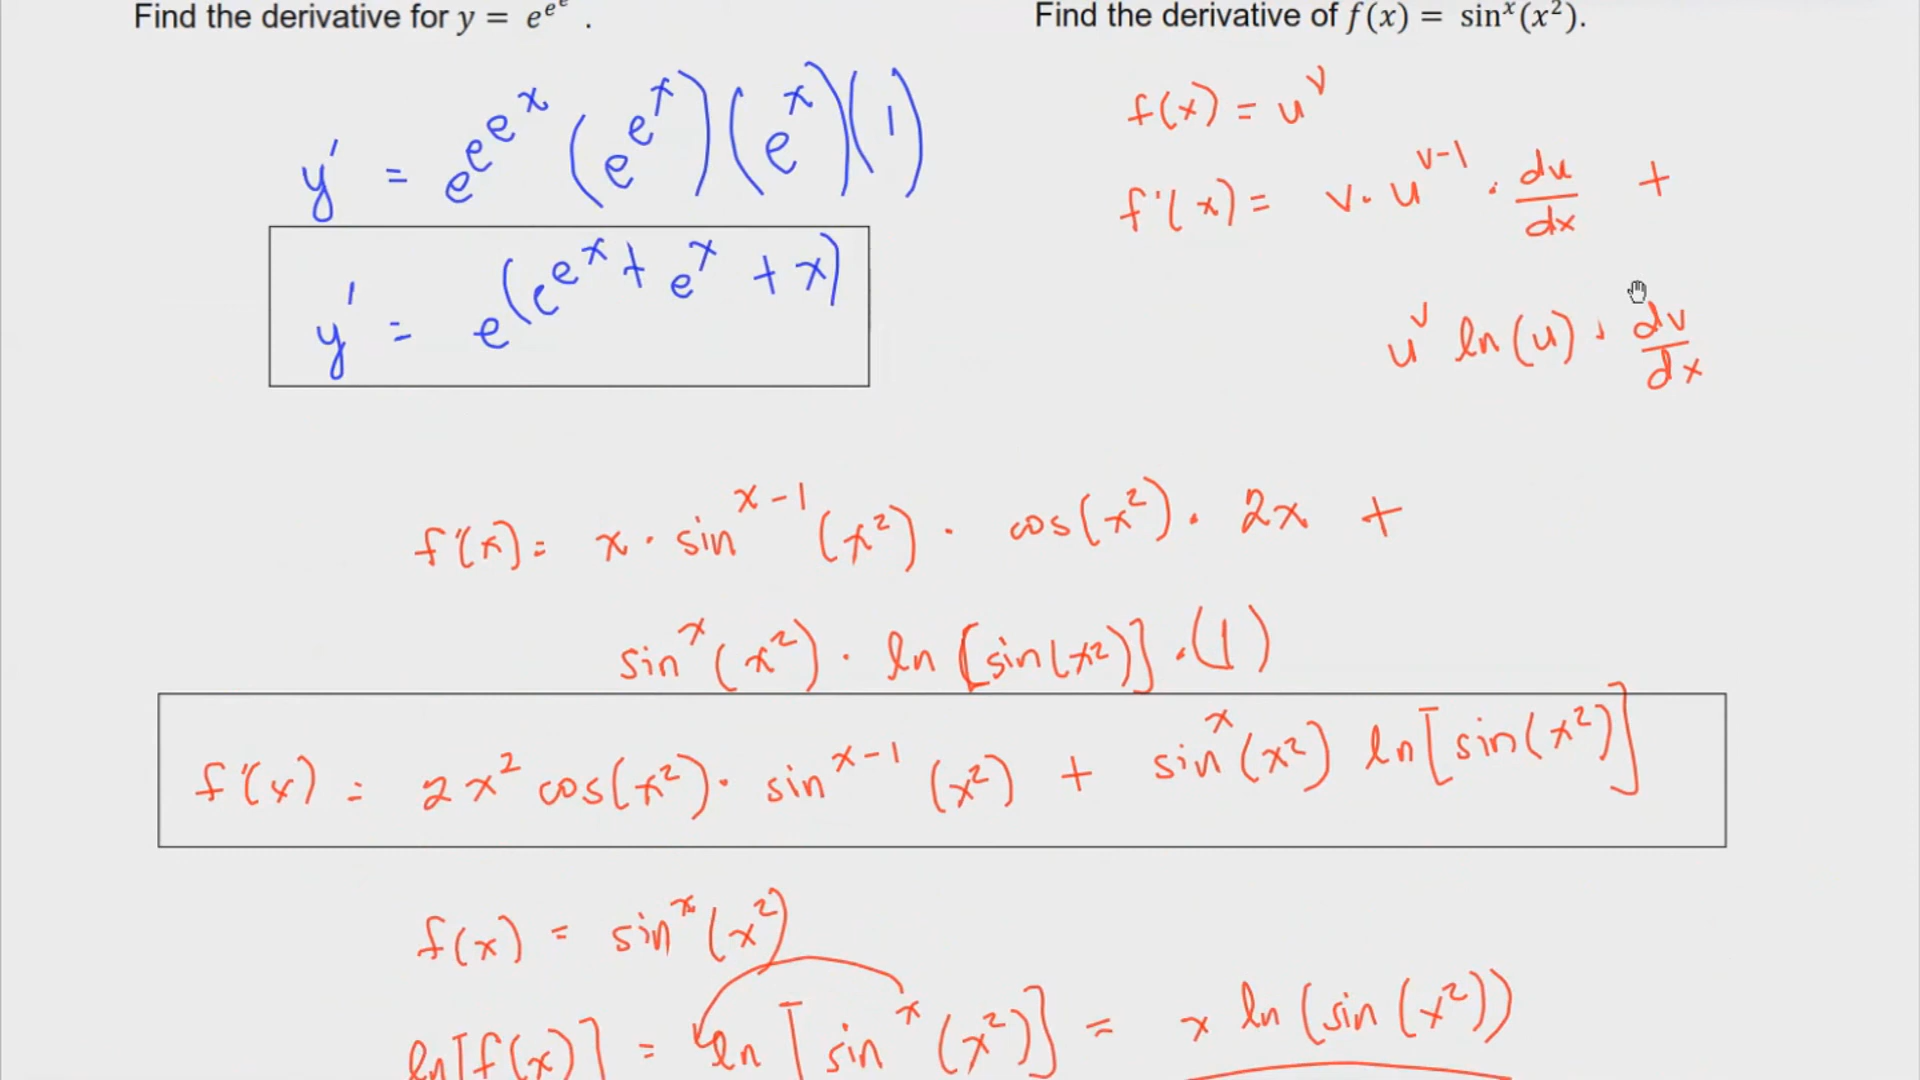 Find the derivative for y = e^{e^{e}} .
y' = e^{e^{e^{x}}} (e^{e^{x}}) (e^{x}) (1)
y' = e^{(e^{e^{x}} + e^{x} + x)}
Find the derivative of f(x) = sin^{x}(x^{2}).
f(x) = u^{v}
f'(x) = v · u^{v-1} · du/dx +
u^{v} ln(u) · dv/dx
f'(x) = x · sin^{x-1} (x^{2}) · cos(x^{2}) · 2x +
sin^{x}(x^{2}) · ln [sin(x^{2})] · (1)
f'(x) = 2x^{2} cos(x^{2}) · sin^{x-1} (x^{2}) + sin^{x}(x^{2}) ln[sin(x^{2})]
f(x) = sin^{x}(x^{2})
ln[f(x)] = ln [sin^{x}(x^{2})] = x ln (sin (x^{2}))